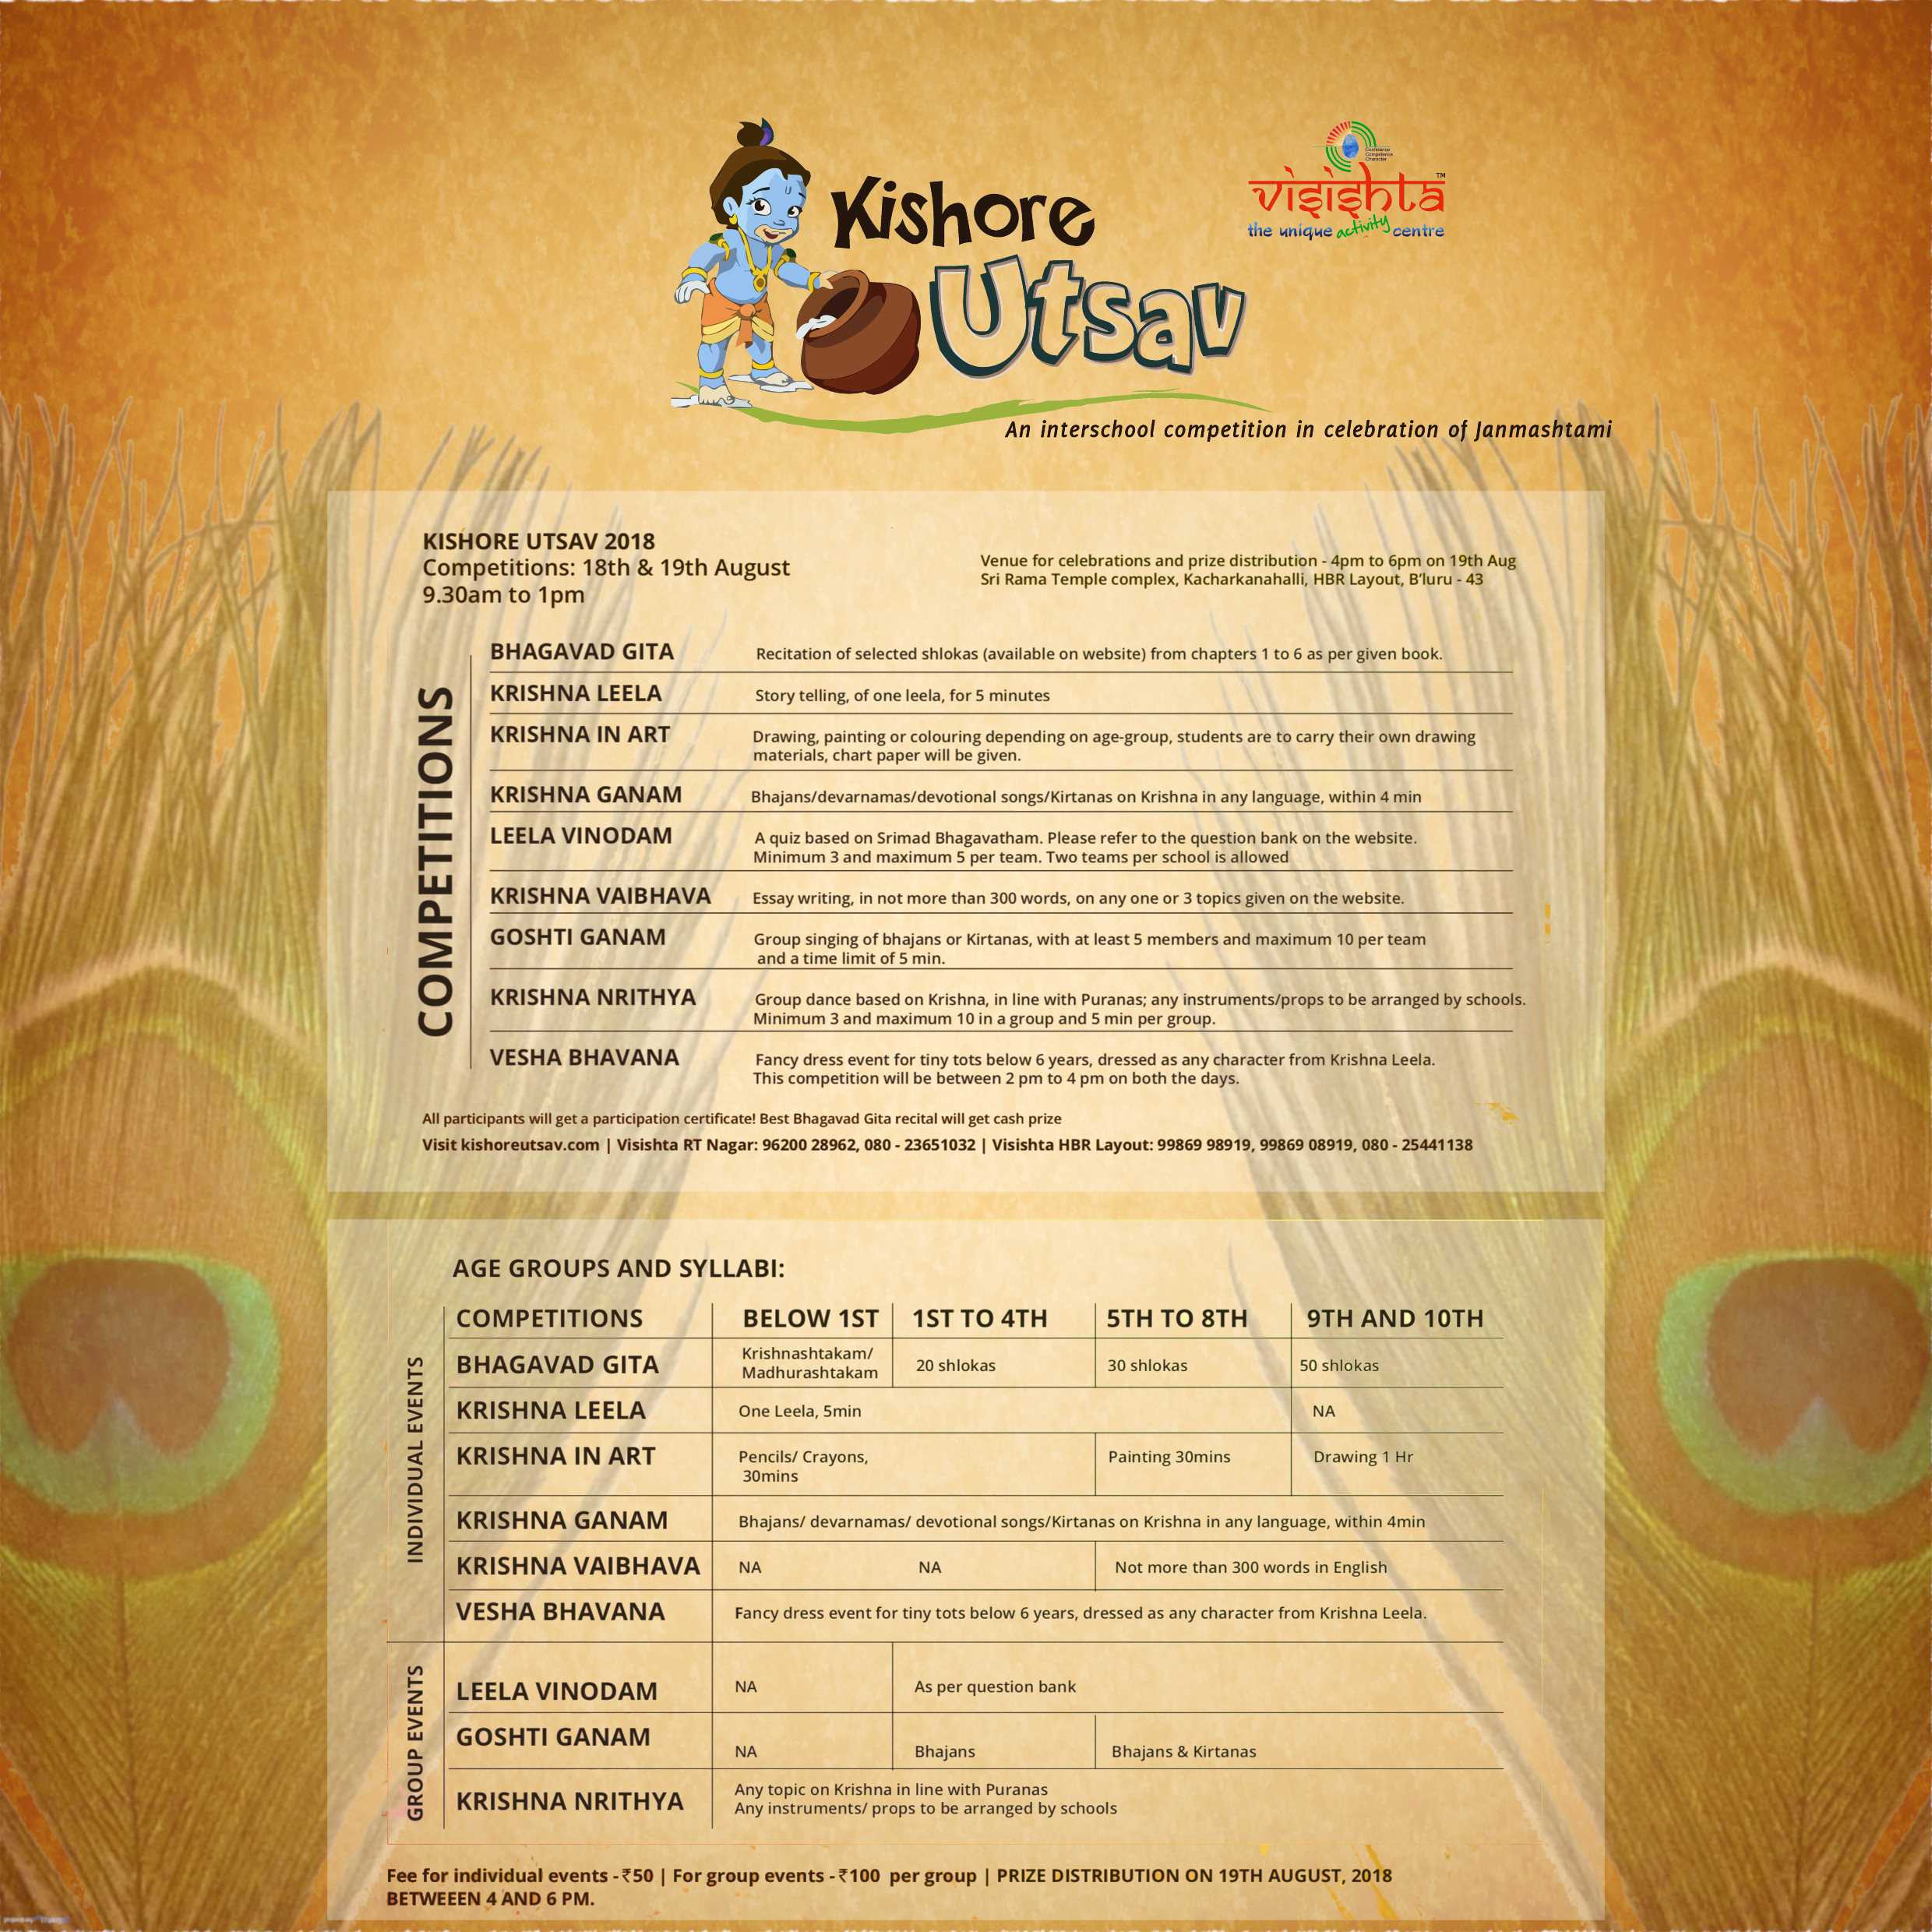 Kishore
Utsav
Confidence
Competence
Character
visishta™
the unique activity centre
An interschool competition in celebration of Janmashtami
KISHORE UTSAV 2018
Competitions: 18th & 19th August
9.30am to 1pm
Venue for celebrations and prize distribution - 4pm to 6pm on 19th Aug
Sri Rama Temple complex, Kacharkanahalli, HBR Layout, B'luru - 43
COMPETITIONS
BHAGAVAD GITA Recitation of selected shlokas (available on website) from chapters 1 to 6 as per given book.
KRISHNA LEELA Story telling, of one leela, for 5 minutes
KRISHNA IN ART Drawing, painting or colouring depending on age-group, students are to carry their own drawing
materials, chart paper will be given.
KRISHNA GANAM Bhajans/devarnamas/devotional songs/Kirtanas on Krishna in any language, within 4 min
LEELA VINODAM A quiz based on Srimad Bhagavatham. Please refer to the question bank on the website.
Minimum 3 and maximum 5 per team. Two teams per school is allowed
KRISHNA VAIBHAVA Essay writing, in not more than 300 words, on any one or 3 topics given on the website.
GOSHTI GANAM Group singing of bhajans or Kirtanas, with at least 5 members and maximum 10 per team
and a time limit of 5 min.
KRISHNA NRITHYA Group dance based on Krishna, in line with Puranas; any instruments/props to be arranged by schools.
Minimum 3 and maximum 10 in a group and 5 min per group.
VESHA BHAVANA Fancy dress event for tiny tots below 6 years, dressed as any character from Krishna Leela.
This competition will be between 2 pm to 4 pm on both the days.
All participants will get a participation certificate! Best Bhagavad Gita recital will get cash prize
Visit kishoreutsav.com | Visishta RT Nagar: 96200 28962, 080 - 23651032 | Visishta HBR Layout: 99869 98919, 99869 08919, 080 - 25441138
AGE GROUPS AND SYLLABI:
COMPETITIONS BELOW 1ST 1ST TO 4TH 5TH TO 8TH 9TH AND 10TH
INDIVIDUAL EVENTS
BHAGAVAD GITA Krishnashtakam/
Madhurashtakam 20 shlokas 30 shlokas 50 shlokas
KRISHNA LEELA One Leela, 5min NA
KRISHNA IN ART Pencils/ Crayons,
30mins Painting 30mins Drawing 1 Hr
KRISHNA GANAM Bhajans/ devarnamas/ devotional songs/Kirtanas on Krishna in any language, within 4min
KRISHNA VAIBHAVA NA NA Not more than 300 words in English
VESHA BHAVANA Fancy dress event for tiny tots below 6 years, dressed as any character from Krishna Leela.
GROUP EVENTS
LEELA VINODAM NA As per question bank
GOSHTI GANAM NA Bhajans Bhajans & Kirtanas
KRISHNA NRITHYA Any topic on Krishna in line with Puranas
Any instruments/ props to be arranged by schools
Fee for individual events -₹50 | For group events -₹100 per group | PRIZE DISTRIBUTION ON 19TH AUGUST, 2018
BETWEEEN 4 AND 6 PM.